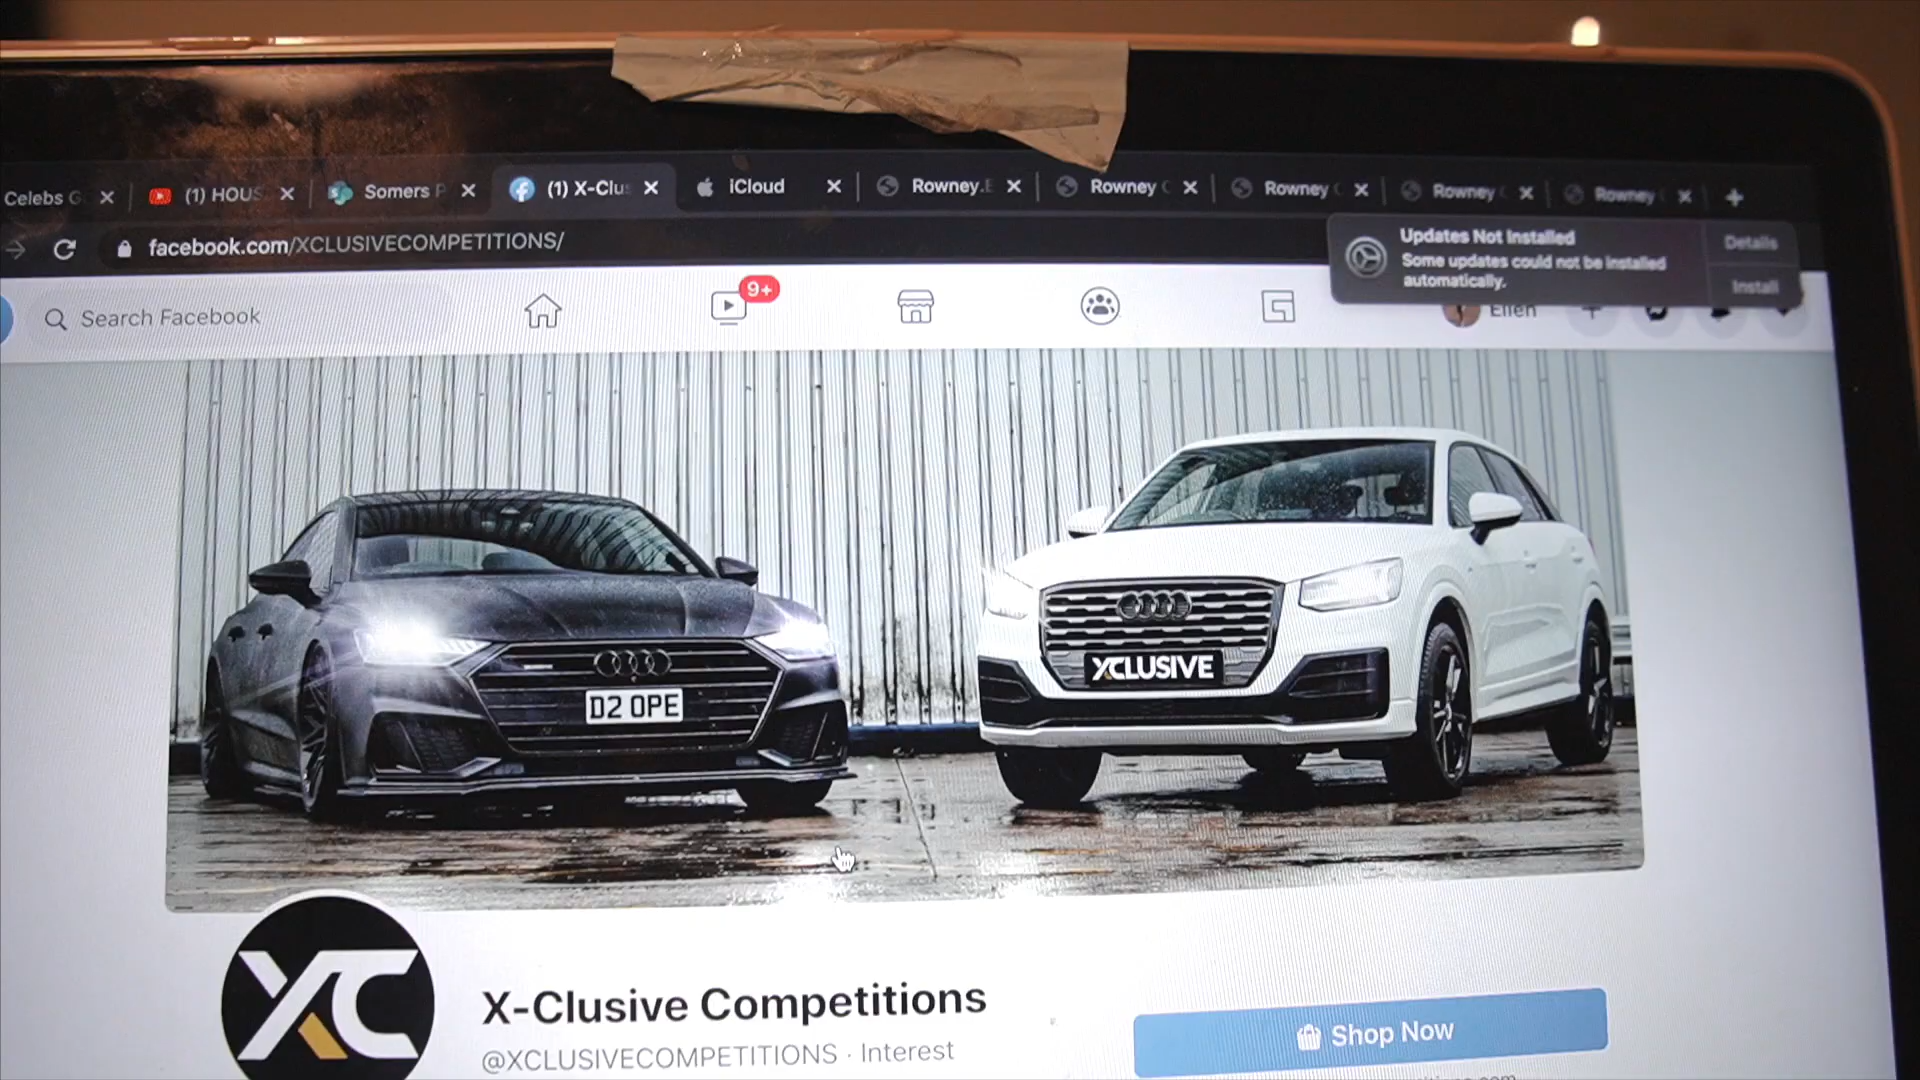 Celebs G
(1) HOUS
Somers P
(1) X-Clus
iCloud
Rowney.E
Rowney
Rowney
Rowney
Rowney
facebook.com/XCLUSIVECOMPETITIONS/
Updates Not Installed
Some updates could not be installed
automatically.
Details
Install
Search Facebook
9+
Ellen
XCLUSIVE
D2 OPE
XC
X-Clusive Competitions
@XCLUSIVECOMPETITIONS · Interest
Shop Now